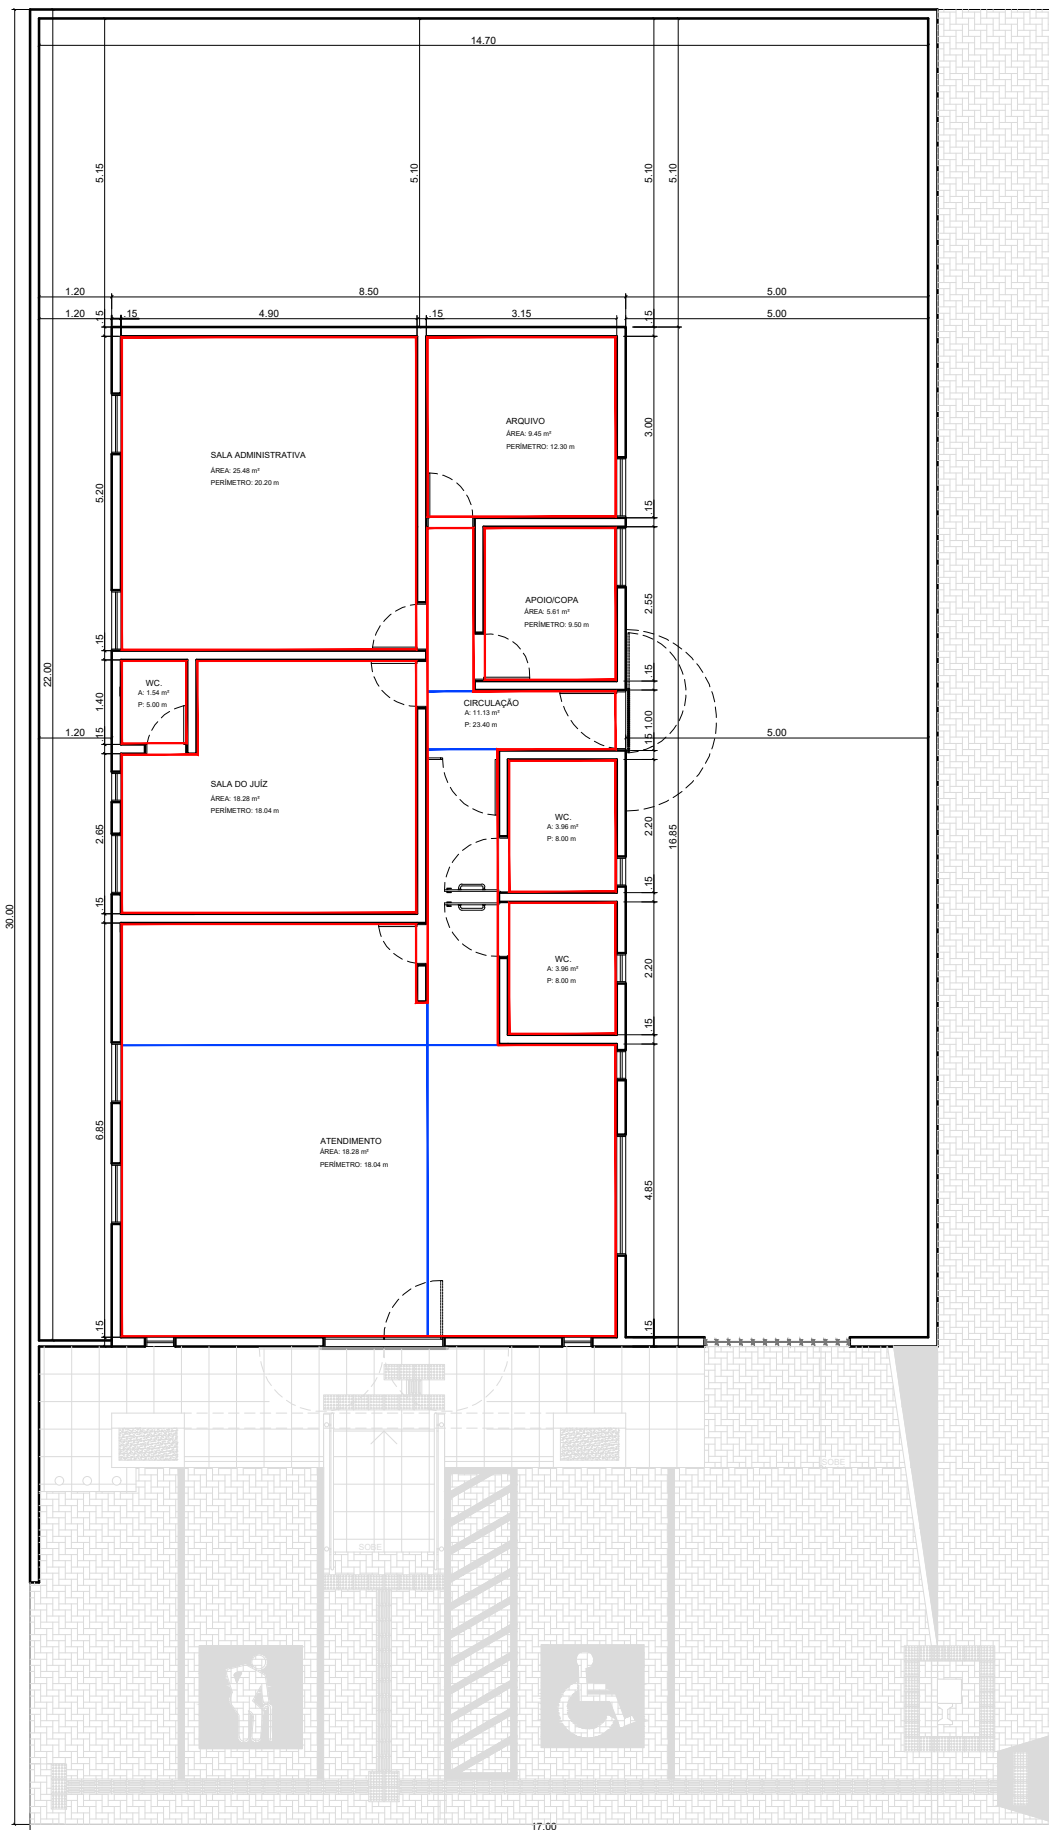 14.70
5.15
5.10
5.10
5.10
1.20
8.50
5.00
1.20
.15
4.90
.15
3.15
5.00
.15
.15
ARQUIVO
ÁREA: 9.45 m²
PERÍMETRO: 12.30 m
3.00
SALA ADMINISTRATIVA
ÁREA: 25.48 m²
PERÍMETRO: 20.20 m
5.20
.15
APOIO/COPA
ÁREA: 5.61 m²
PERÍMETRO: 9.50 m
2.55
.15
.15
22.00
WC.
A: 1.54 m²
P: 5.00 m
1.40
CIRCULAÇÃO
A: 11.13 m²
P: 23.40 m
1.00
1.20
.15
.15
5.00
SALA DO JUÍZ
ÁREA: 18.28 m²
PERÍMETRO: 18.04 m
2.65
WC.
A: 3.96 m²
P: 8.00 m
2.20
16.85
.15
.15
30.00
WC.
A: 3.96 m²
P: 8.00 m
2.20
.15
6.85
ATENDIMENTO
ÁREA: 18.28 m²
PERÍMETRO: 18.04 m
4.85
.15
.15
SOBE
SOBE
17.00